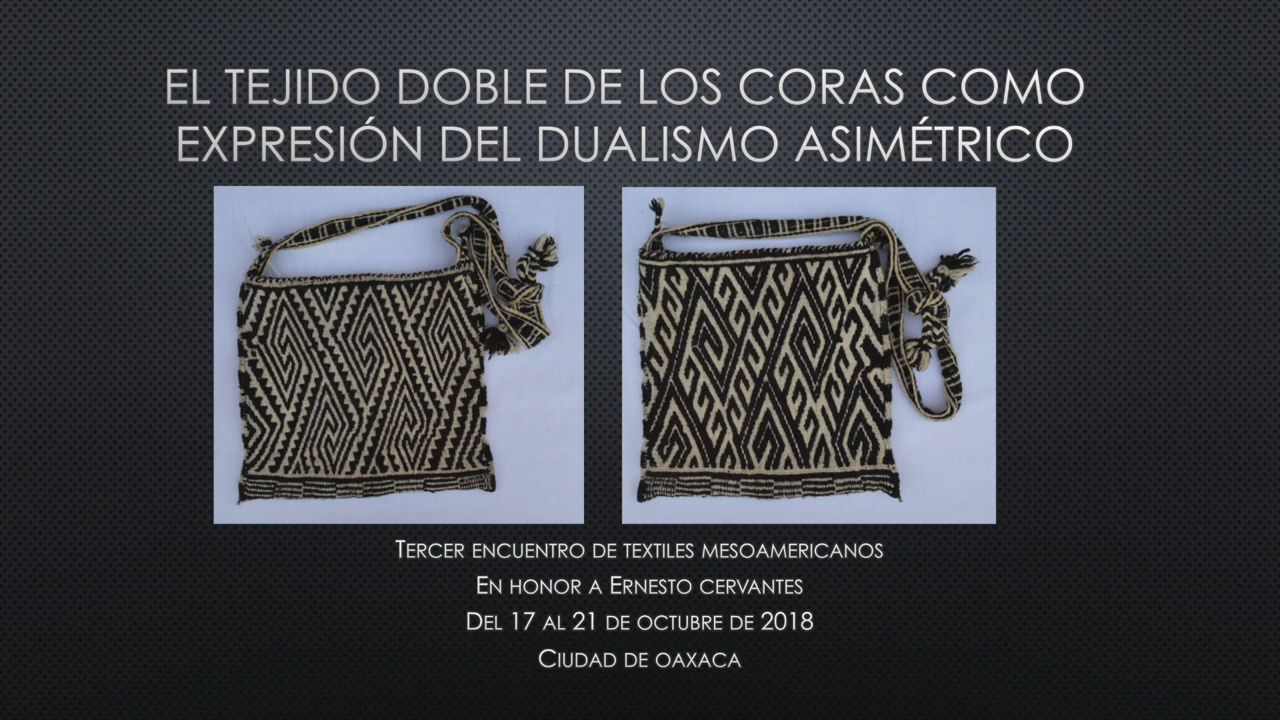 EL TEJIDO DOBLE DE LOS CORAS COMO
EXPRESIÓN DEL DUALISMO ASIMÉTRICO
TERCER ENCUENTRO DE TEXTILES MESOAMERICANOS
EN HONOR A ERNESTO CERVANTES
DEL 17 AL 21 DE OCTUBRE DE 2018
CIUDAD DE OAXACA